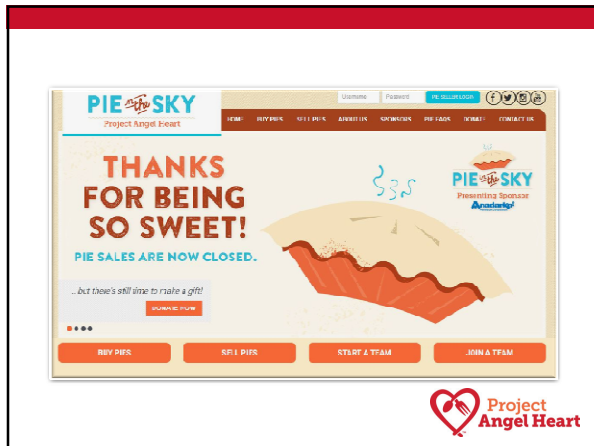 PIE in the SKY
Project Angel Heart
Username Password PIE SELLER LOGIN
HOME BUY PIES SELL PIES ABOUT US SPONSORS PIE FAQS DONATE CONTACT US
THANKS
FOR BEING
SO SWEET!
PIE SALES ARE NOW CLOSED.
...but there's still time to make a gift!
DONATE NOW
PIE in the SKY
Presenting Sponsor
Anadarko
BUY PIES SELL PIES START A TEAM JOIN A TEAM
Project
Angel Heart